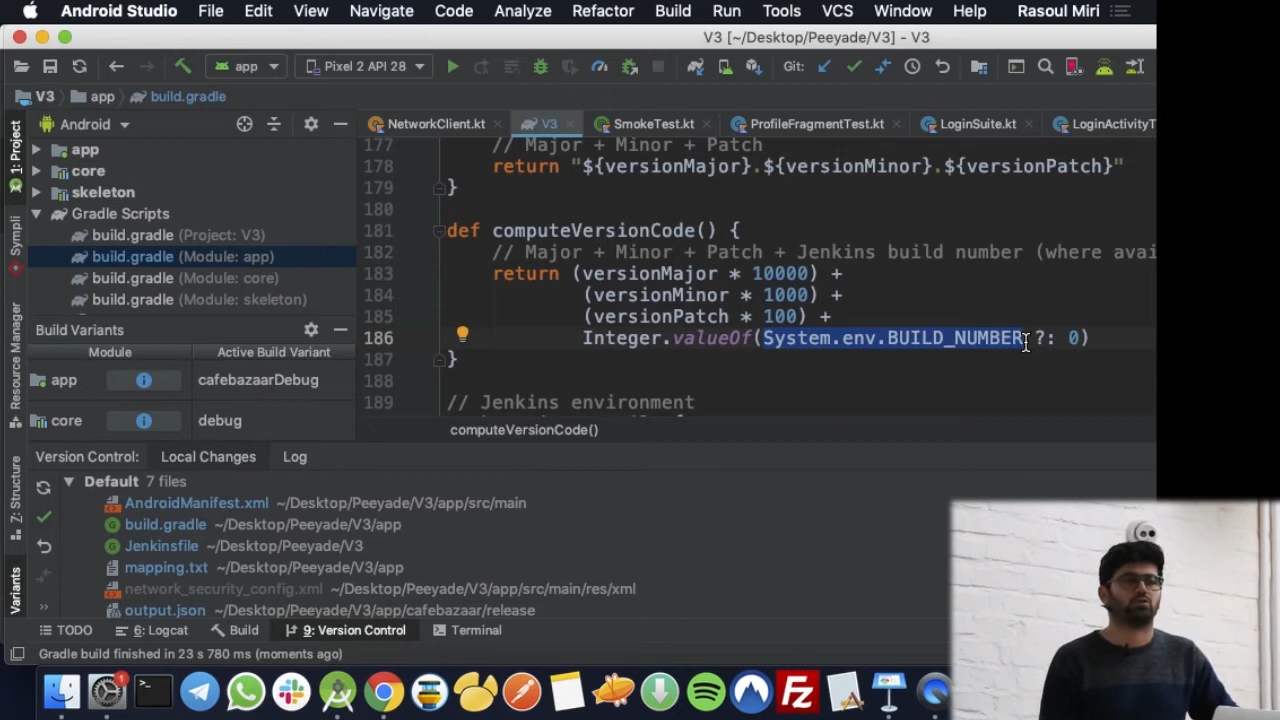 Android Studio File Edit View Navigate Code Analyze Refactor Build Run Tools VCS Window Help Rasoul Miri
V3 [~/Desktop/Peeyade/V3] - V3
app Pixel 2 API 28 Git:
V3 app build.gradle
1: Project
Android
NetworkClient.kt V3 SmokeTest.kt ProfileFragmentTest.kt LoginSuite.kt LoginActivityT
app
core
skeleton
Gradle Scripts
build.gradle (Project: V3)
build.gradle (Module: app)
build.gradle (Module: core)
build.gradle (Module: skeleton)
Sympli
Resource Manager
177 // Major + Minor + Patch
178 return "${versionMajor}.${versionMinor}.${versionPatch}"
179 }
180
181 def computeVersionCode() {
182 // Major + Minor + Patch + Jenkins build number (where avai
183 return (versionMajor * 10000) +
184 (versionMinor * 1000) +
185 (versionPatch * 100) +
186 Integer.valueOf(System.env.BUILD_NUMBER ?: 0)
187 }
188
189 // Jenkins environment
computeVersionCode()
Build Variants
Module Active Build Variant
app cafebazaarDebug
core debug
Z: Structure
Variants
Version Control: Local Changes Log
Default 7 files
AndroidManifest.xml ~/Desktop/Peeyade/V3/app/src/main
build.gradle ~/Desktop/Peeyade/V3/app
Jenkinsfile ~/Desktop/Peeyade/V3
mapping.txt ~/Desktop/Peeyade/V3/app
network_security_config.xml ~/Desktop/Peeyade/V3/app/src/main/res/xml
output.json ~/Desktop/Peeyade/V3/app/cafebazaar/release
TODO 6: Logcat Build 9: Version Control Terminal
Gradle build finished in 23 s 780 ms (moments ago)